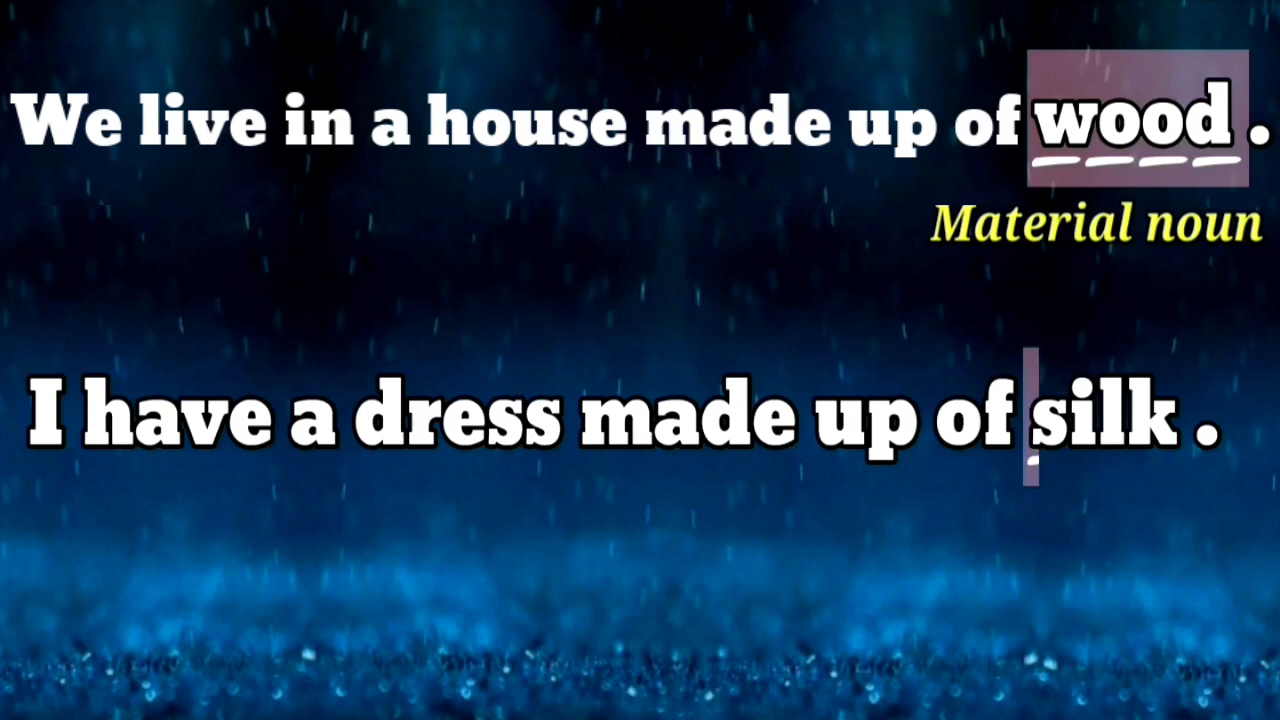 We live in a house made up of wood .
Material noun
I have a dress made up of silk .